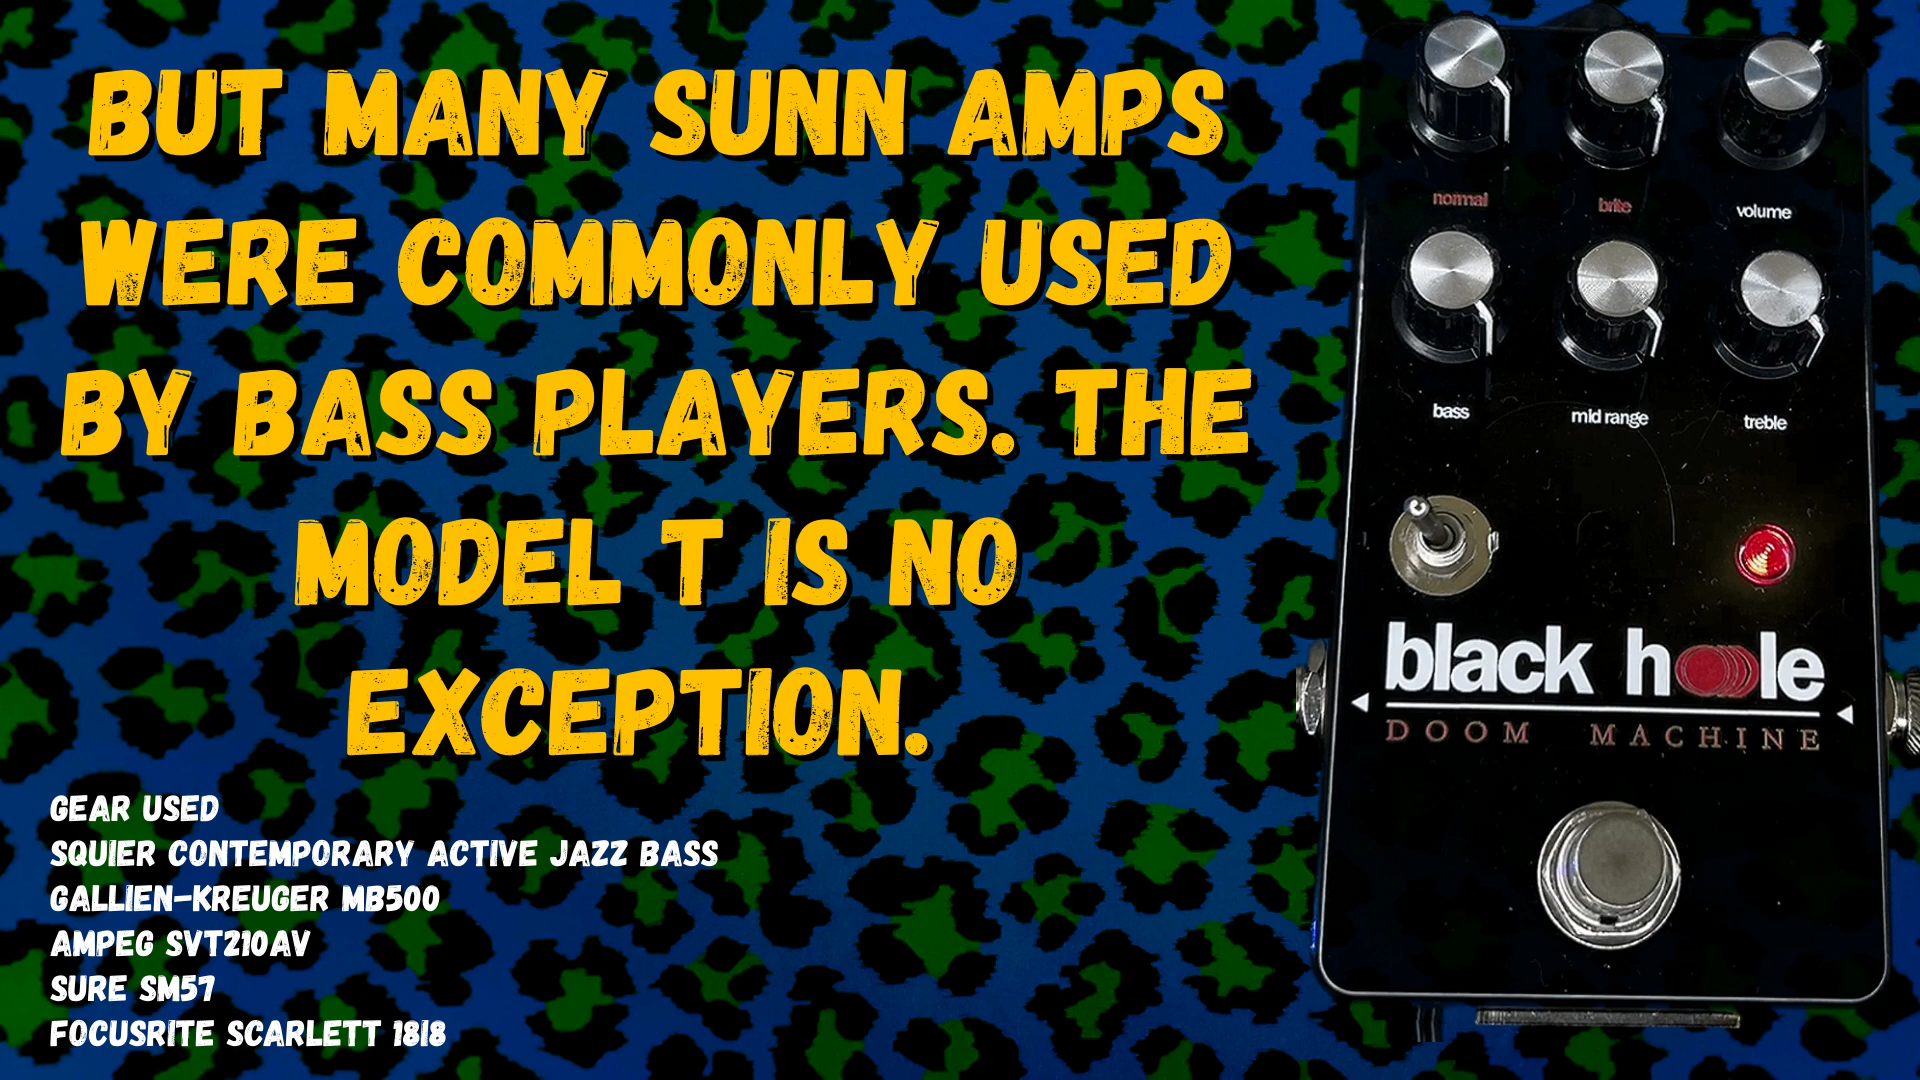 BUT MANY SUNN AMPS
WERE COMMONLY USED
BY BASS PLAYERS. THE
MODEL T IS NO
EXCEPTION.
GEAR USED
SQUIER CONTEMPORARY ACTIVE JAZZ BASS
GALLIEN-KREUGER MB500
AMPEG SVT210AV
SURE SM57
FOCUSRITE SCARLETT 18I8
normal brite volume
bass mid range treble
black hole
DOOM MACHINE